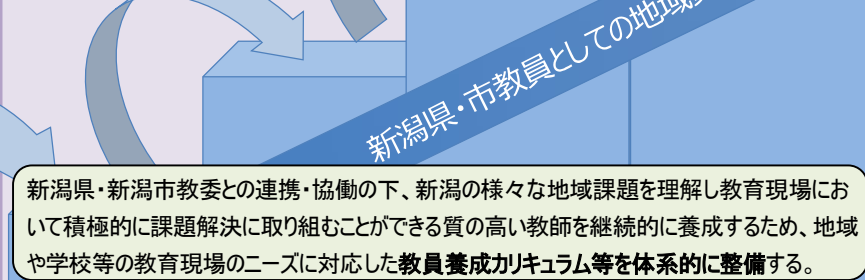 新潟県・市教員としての地域
新潟県・新潟市教委との連携・協働の下、新潟の様々な地域課題を理解し教育現場にお
いて積極的に課題解決に取り組むことができる質の高い教師を継続的に養成するため、地域
や学校等の教育現場のニーズに対応した教員養成カリキュラム等を体系的に整備する。